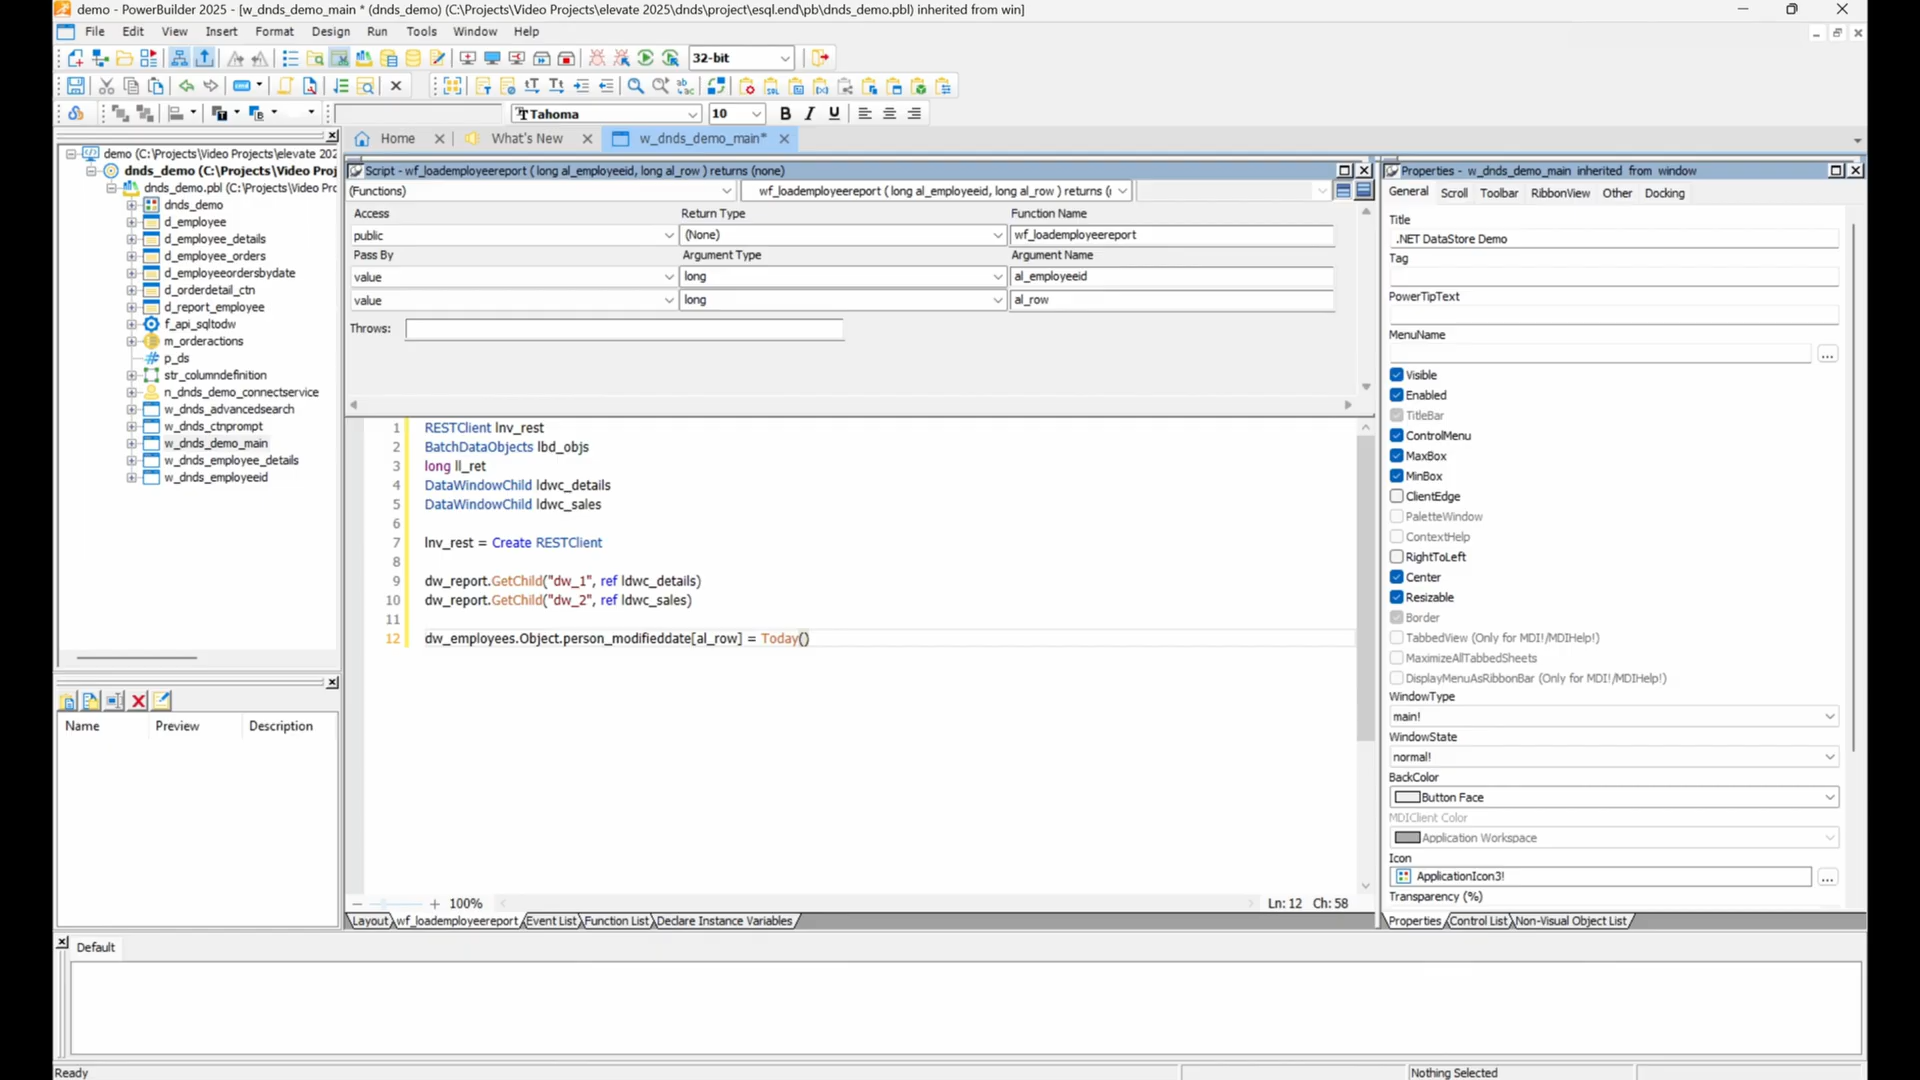 demo - PowerBuilder 2025 - [w_dnds_demo_main * (dnds_demo) (C:\Projects\Video Projects\elevate 2025\dnds\project\esql.end\pb\dnds_demo.pbl) inherited from win]
File Edit View Insert Format Design Run Tools Window Help
32-bit
Tahoma 10 B I U
Home What's New w_dnds_demo_main*
demo (C:\Projects\Video Projects\elevate 202
dnds_demo (C:\Projects\Video Proj
dnds_demo.pbl (C:\Projects\Video Prc
dnds_demo
d_employee
d_employee_details
d_employee_orders
d_employeeordersbydate
d_orderdetail_ctn
d_report_employee
f_api_sqltodw
m_orderactions
p_ds
str_columndefinition
n_dnds_demo_connectservice
w_dnds_advancedsearch
w_dnds_ctnprompt
w_dnds_demo_main
w_dnds_employee_details
w_dnds_employeeid
Name Preview Description
Script - wf_loademployeereport ( long al_employeeid, long al_row ) returns (none)
(Functions) wf_loademployeereport ( long al_employeeid, long al_row ) returns (
Access Return Type Function Name
public (None) wf_loademployeereport
Pass By Argument Type Argument Name
value long al_employeeid
value long al_row
Throws:
1 RESTClient lnv_rest
2 BatchDataObjects lbd_objs
3 long ll_ret
4 DataWindowChild ldwc_details
5 DataWindowChild ldwc_sales
6
7 lnv_rest = Create RESTClient
8
9 dw_report.GetChild("dw_1", ref ldwc_details)
10 dw_report.GetChild("dw_2", ref ldwc_sales)
11
12 dw_employees.Object.person_modifieddate[al_row] = Today()
100% Ln: 12 Ch: 58
Layout wf_loademployeereport Event List Function List Declare Instance Variables
Properties - w_dnds_demo_main inherited from window
General Scroll Toolbar RibbonView Other Docking
Title
.NET DataStore Demo
Tag
PowerTipText
MenuName
...
Visible
Enabled
TitleBar
ControlMenu
MaxBox
MinBox
ClientEdge
PaletteWindow
ContextHelp
RightToLeft
Center
Resizable
Border
TabbedView (Only for MDI!/MDIHelp!)
MaximizeAllTabbedSheets
DisplayMenuAsRibbonBar (Only for MDI!/MDIHelp!)
WindowType
main!
WindowState
normal!
BackColor
Button Face
MDIClient Color
Application Workspace
Icon
ApplicationIcon3!
...
Transparency (%)
Properties Control List Non-Visual Object List
Default
Ready Nothing Selected